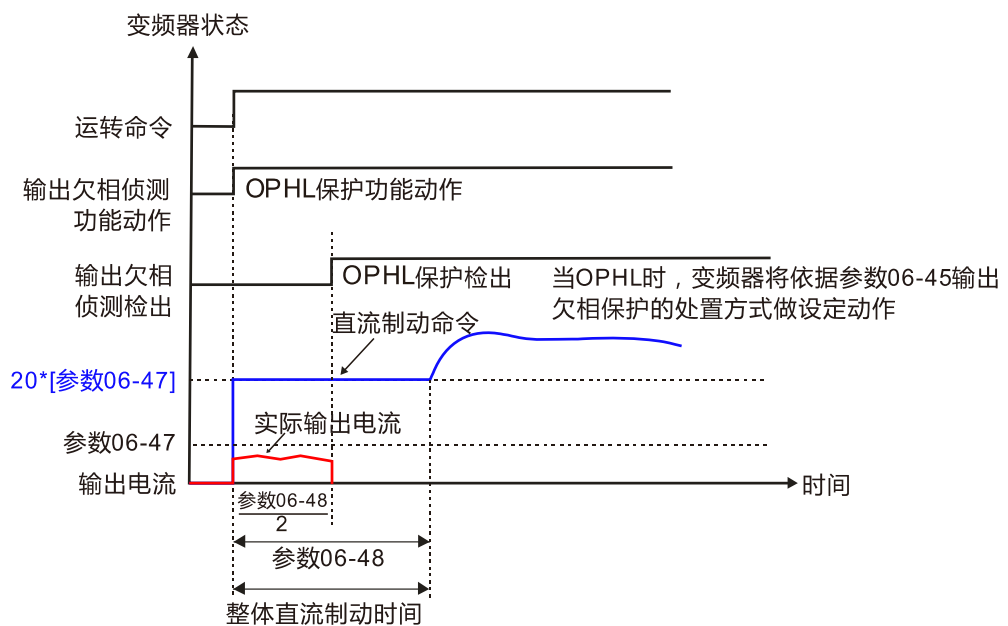 变频器状态
运转命令
输出欠相侦测
功能动作
OPHL保护功能动作
输出欠相
侦测检出
OPHL保护检出
当OPHL时，变频器将依据参数06-45输出
欠相保护的处置方式做设定动作
直流制动命令
20*[参数06-47]
实际输出电流
参数06-47
输出电流
时间
参数06-48
2
参数06-48
整体直流制动时间